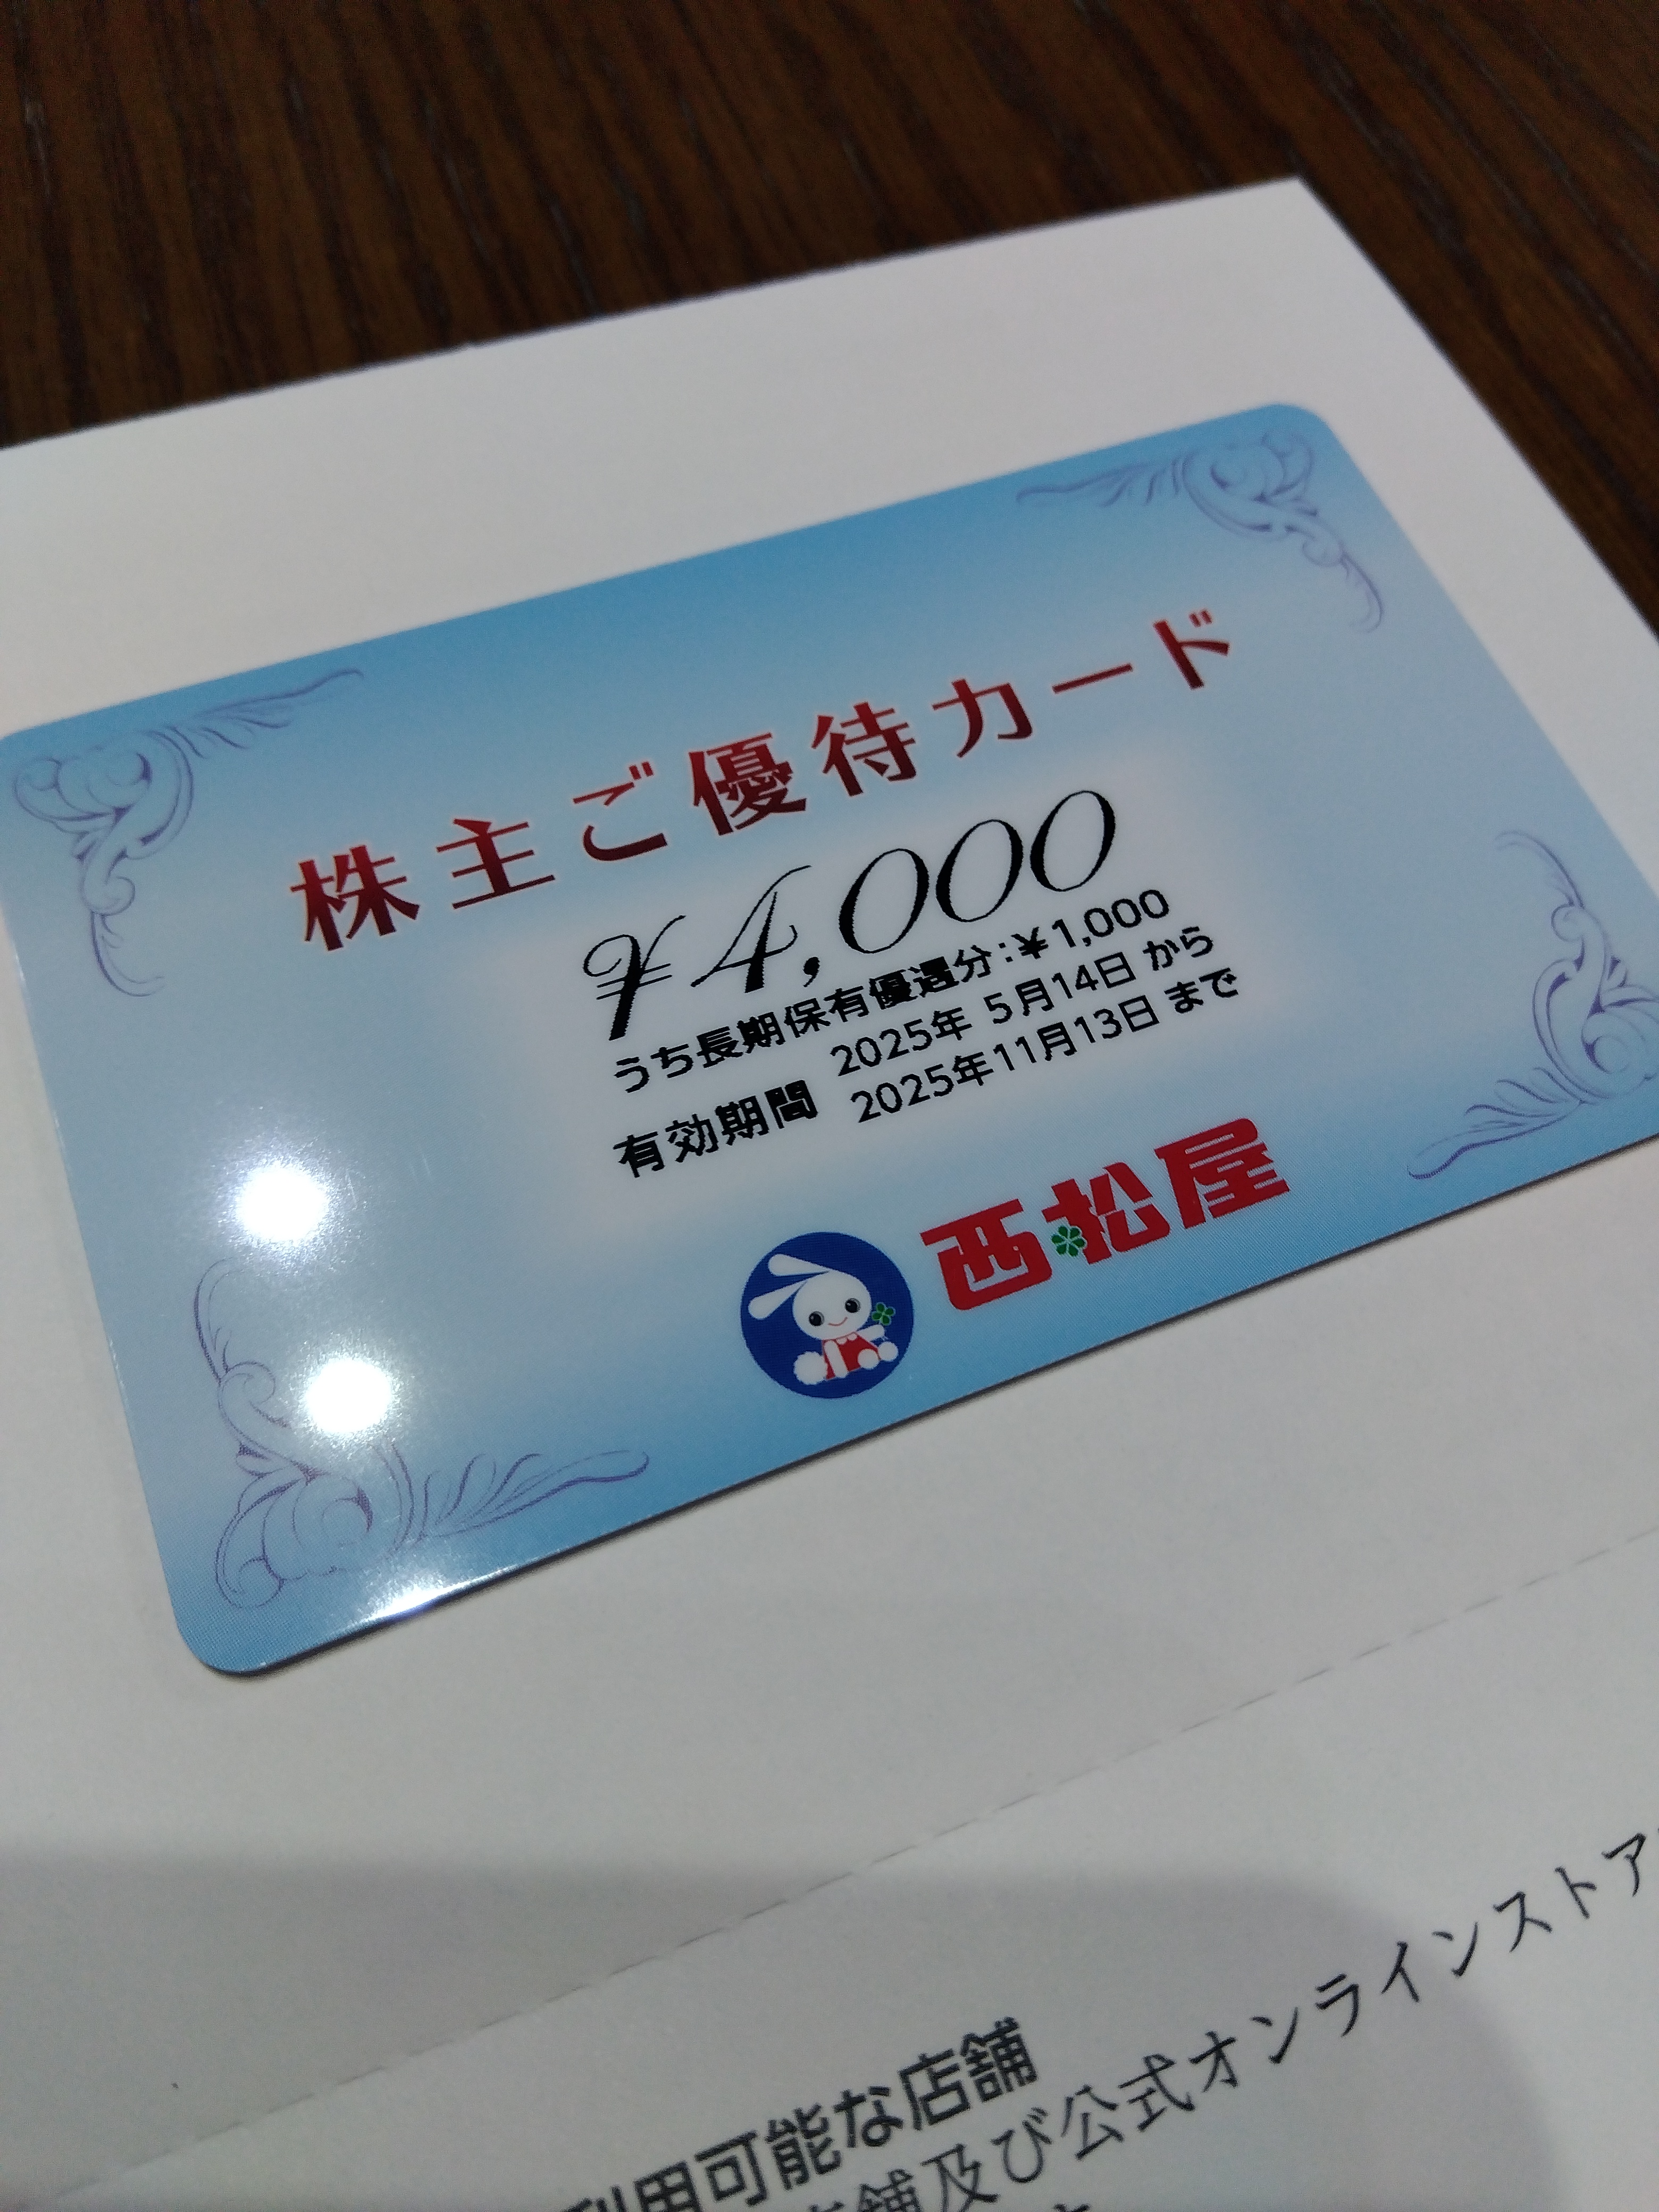 株主ご優待カード
¥4,000
うち長期保有優遇分:¥1,000
有効期間 2025年 5月14日 から
2025年11月13日 まで
西松屋
利用可能な店舗
店舗及び公式オンラインストア